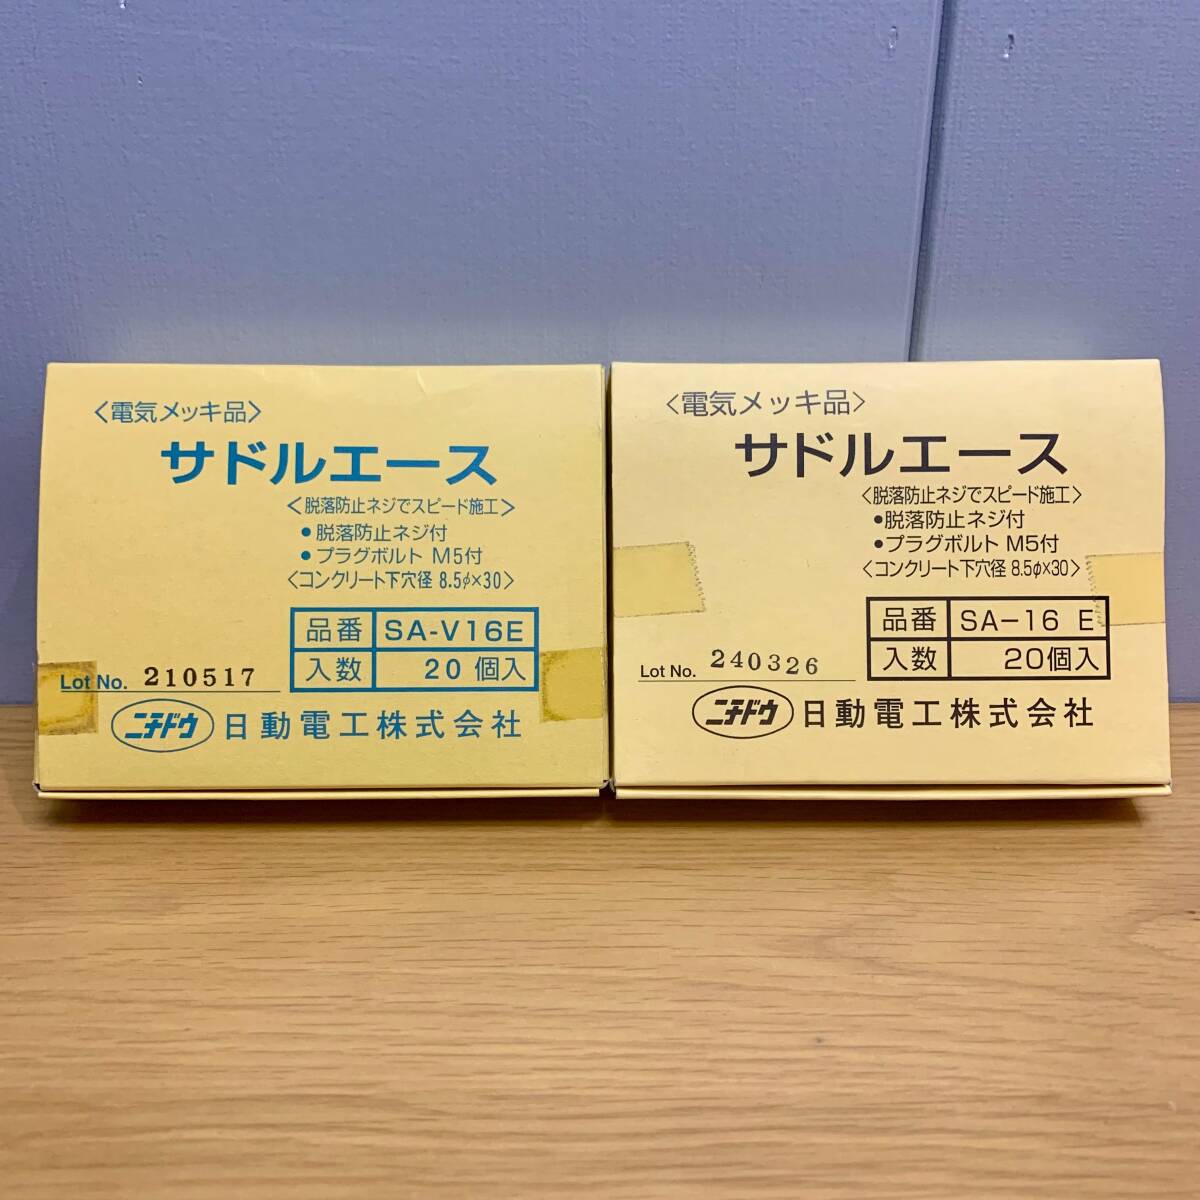 〈電気メッキ品〉
サドルエース
〈脱落防止ネジでスピード施工〉
• 脱落防止ネジ付
• プラグボルト M5付
〈コンクリート下穴径 8.5φ×30〉
品番 SA-V16E
入数 20個入
Lot No. 210517
ニチドウ 日動電工株式会社
〈電気メッキ品〉
サドルエース
〈脱落防止ネジでスピード施工〉
•脱落防止ネジ付
•プラグボルト M5付
〈コンクリート下穴径 8.5φ×30〉
品番 SA-16 E
入数 20個入
Lot No. 240326
ニチドウ 日動電工株式会社